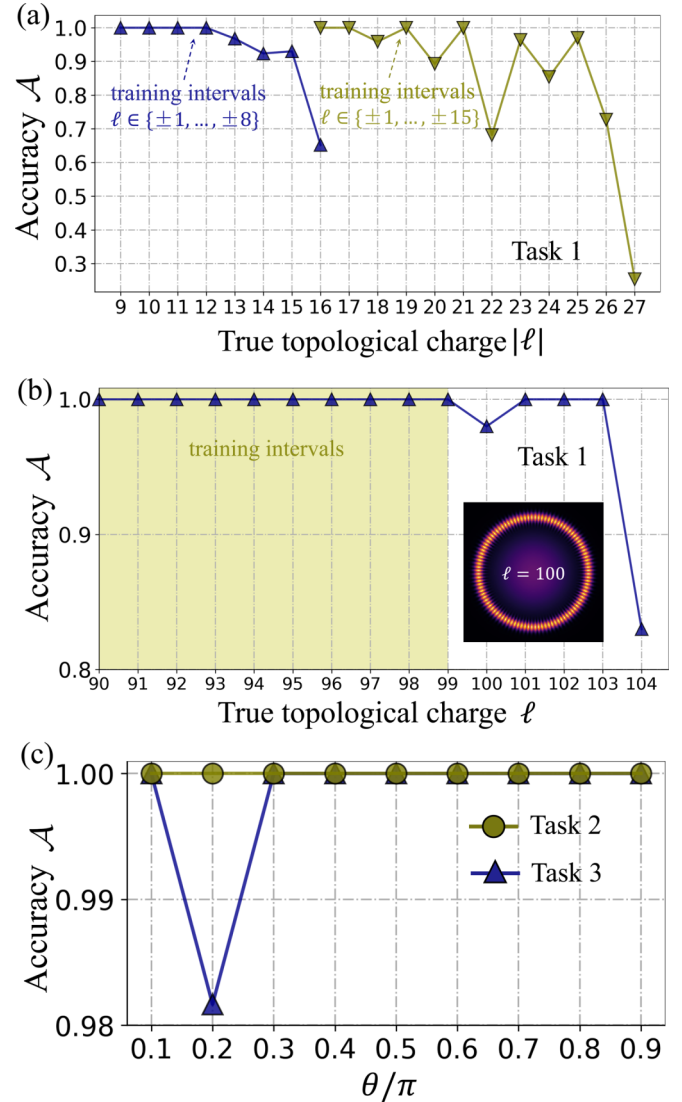 (a)
Accuracy 𝒜
1.0
0.9
0.8
0.7
0.6
0.5
0.4
0.3
training intervals
ℓ ∈ {±1, ..., ±8}
training intervals
ℓ ∈ {±1, ..., ±15}
Task 1
9 10 11 12 13 14 15 16 17 18 19 20 21 22 23 24 25 26 27
True topological charge |ℓ|
(b)
Accuracy 𝒜
1.0
0.9
0.8
training intervals
Task 1
ℓ = 100
90 91 92 93 94 95 96 97 98 99 100 101 102 103 104
True topological charge ℓ
(c)
Accuracy 𝒜
1.00
0.99
0.98
Task 2
Task 3
0.1 0.2 0.3 0.4 0.5 0.6 0.7 0.8 0.9
θ/π